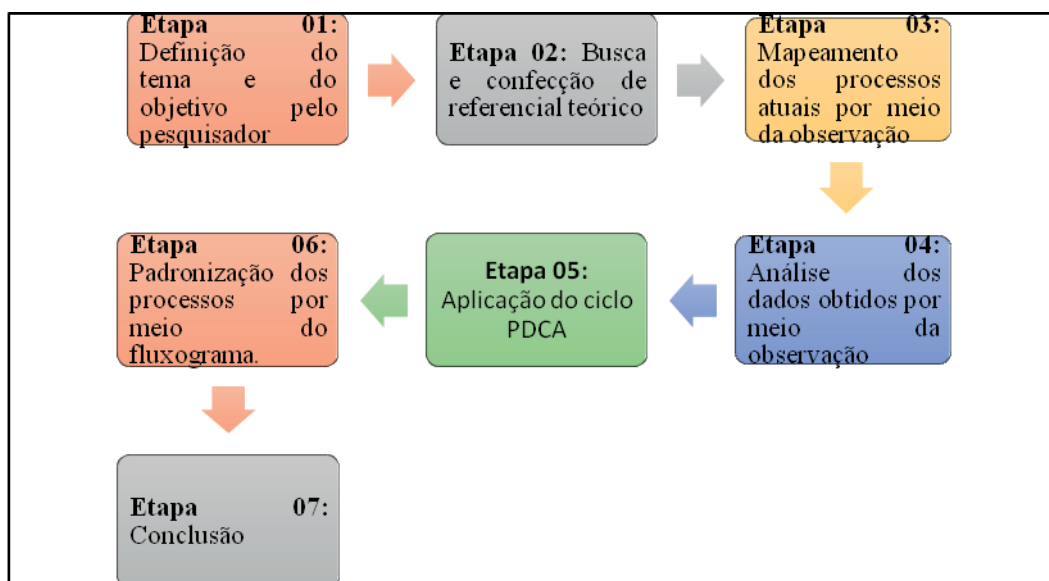 Etapa 01:
Definição do
tema e do
objetivo pelo
pesquisador
Etapa 02: Busca
e confecção de
referencial teórico
Etapa 03:
Mapeamento
dos processos
atuais por meio
da observação
Etapa 04:
Análise dos
dados obtidos por
meio da
observação
Etapa 05:
Aplicação do ciclo
PDCA
Etapa 06:
Padronização dos
processos por
meio do
fluxograma.
Etapa 07:
Conclusão